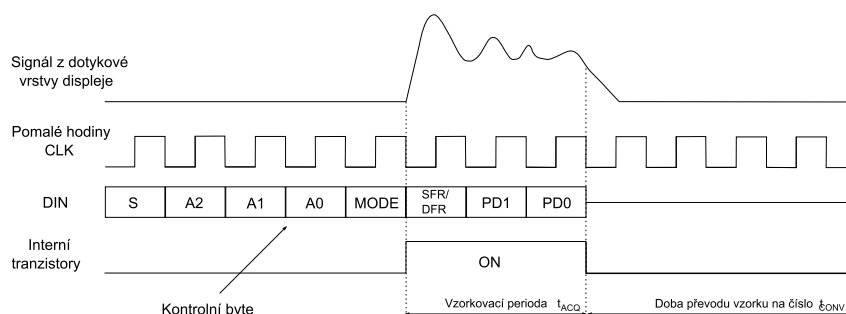 Signál z dotykové
vrstvy displeje
Pomalé hodiny
CLK
DIN
S
A2
A1
A0
MODE
SFR/
DFR
PD1
PD0
Interní
tranzistory
ON
Kontrolní byte
Vzorkovací perioda tACQ
Doba převodu vzorku na číslo tCONV